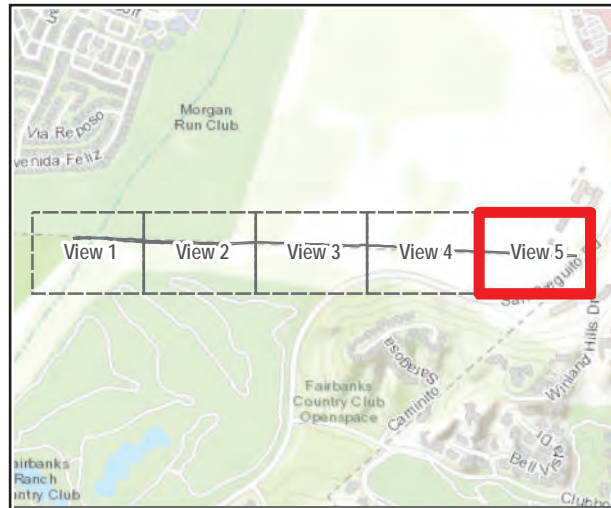 Morgan
Run Club
Via Reposo
venida Feliz
View 1
View 2
View 3
View 4
View 5
Winland Hills Dr
Saragosa
Caminito
Fairbanks
Country Club
Openspace
airbanks
Ranch
ntry Club
Clubho